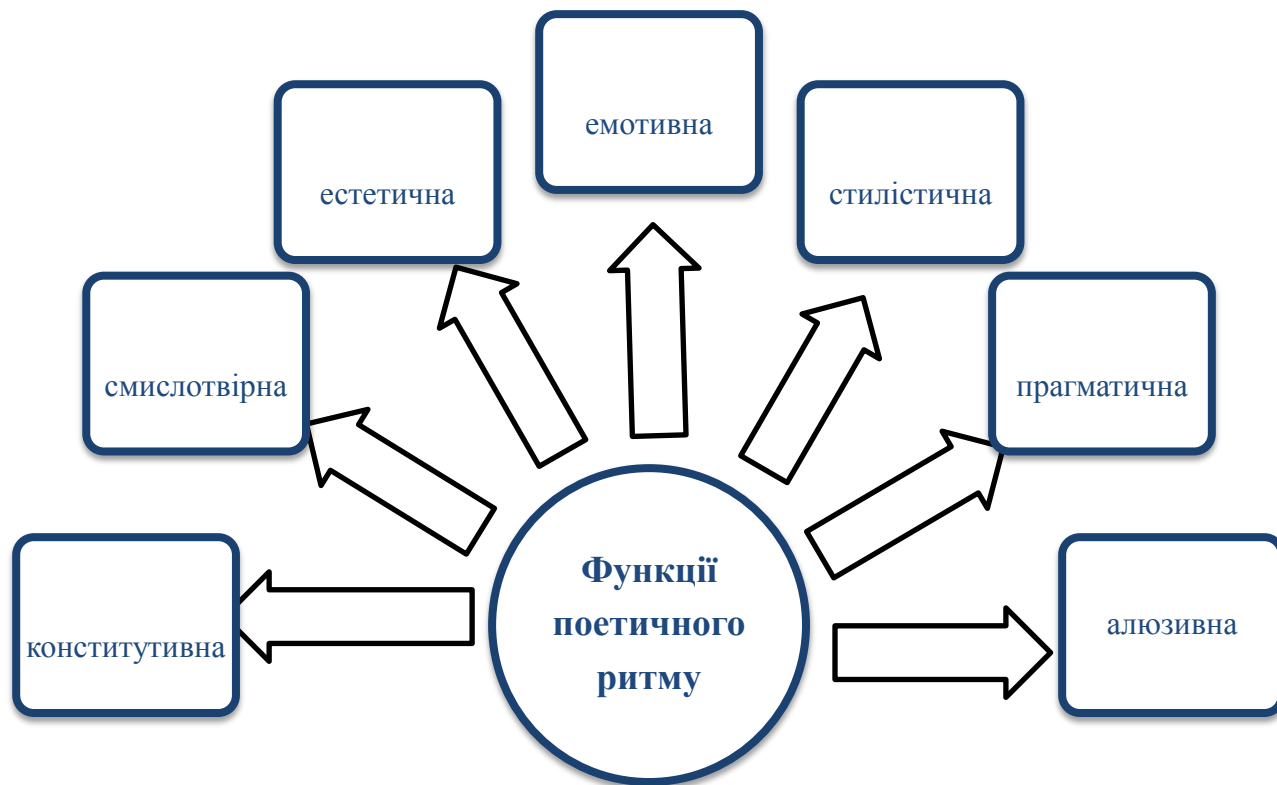 емотивна
естетична
стилістична
смислотвірна
прагматична
Функції
поетичного
ритму
конститутивна
алюзивна